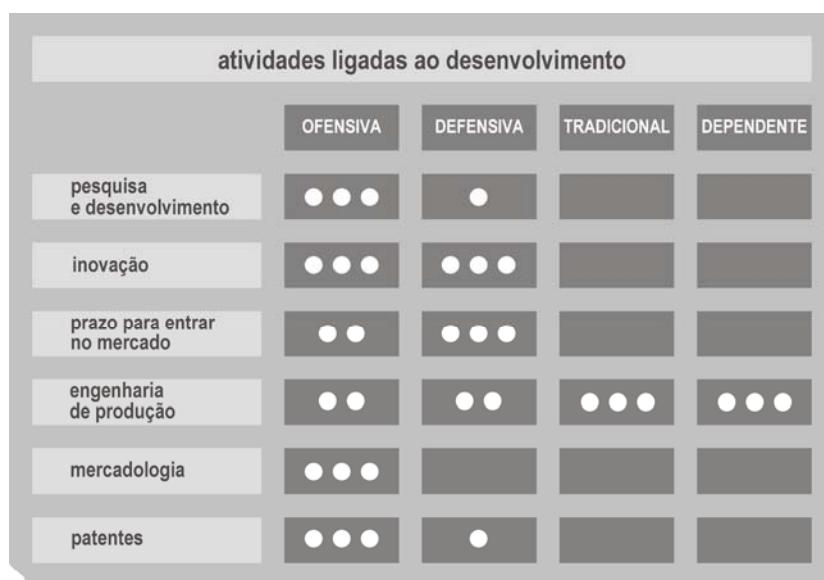 atividades ligadas ao desenvolvimento
OFENSIVA DEFENSIVA TRADICIONAL DEPENDENTE
pesquisa
e desenvolvimento
inovação
prazo para entrar
no mercado
engenharia
de produção
mercadologia
patentes